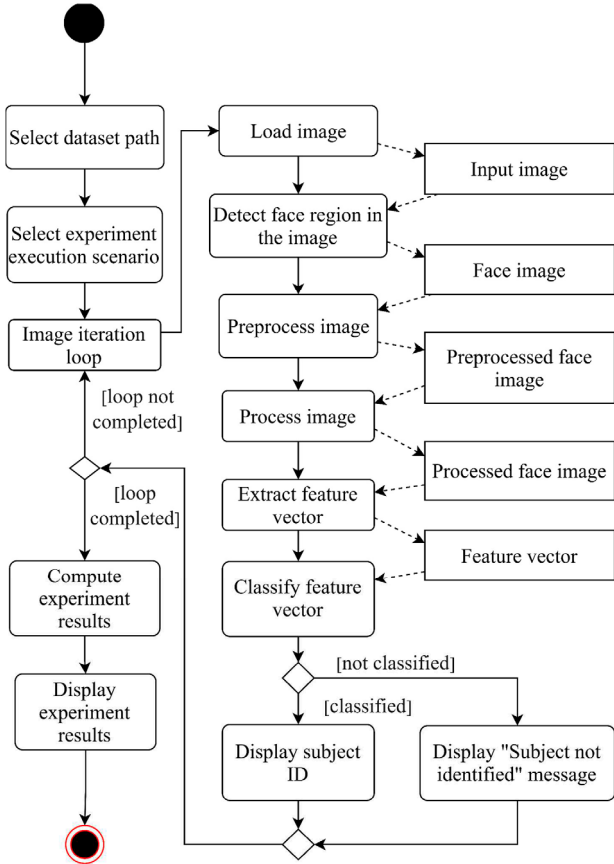 Select dataset path
Select experiment
execution scenario
Image iteration
loop
[loop not
completed]
[loop
completed]
Compute
experiment
results
Display
experiment
results
Load image
Input image
Detect face region in
the image
Face image
Preprocess image
Preprocessed face
image
Process image
Processed face image
Extract feature
vector
Feature vector
Classify feature
vector
[not classified]
[classified]
Display subject
ID
Display "Subject not
identified" message